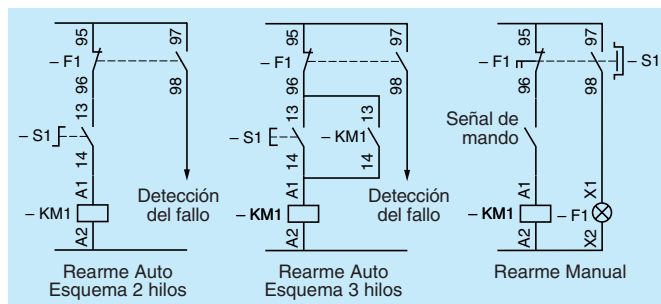 95
97
– F1
96
98
13
– S1
14
A1
– KM1
A2
Detección
del fallo
Rearme Auto
Esquema 2 hilos
95
97
– F1
96
98
13
13
– S1
– KM1
14
14
A1
– KM1
A2
Detección
del fallo
Rearme Auto
Esquema 3 hilos
95
97
– F1
– S1
96
98
Señal de
mando
A1
X1
– KM1
– F1
A2
X2
Rearme Manual